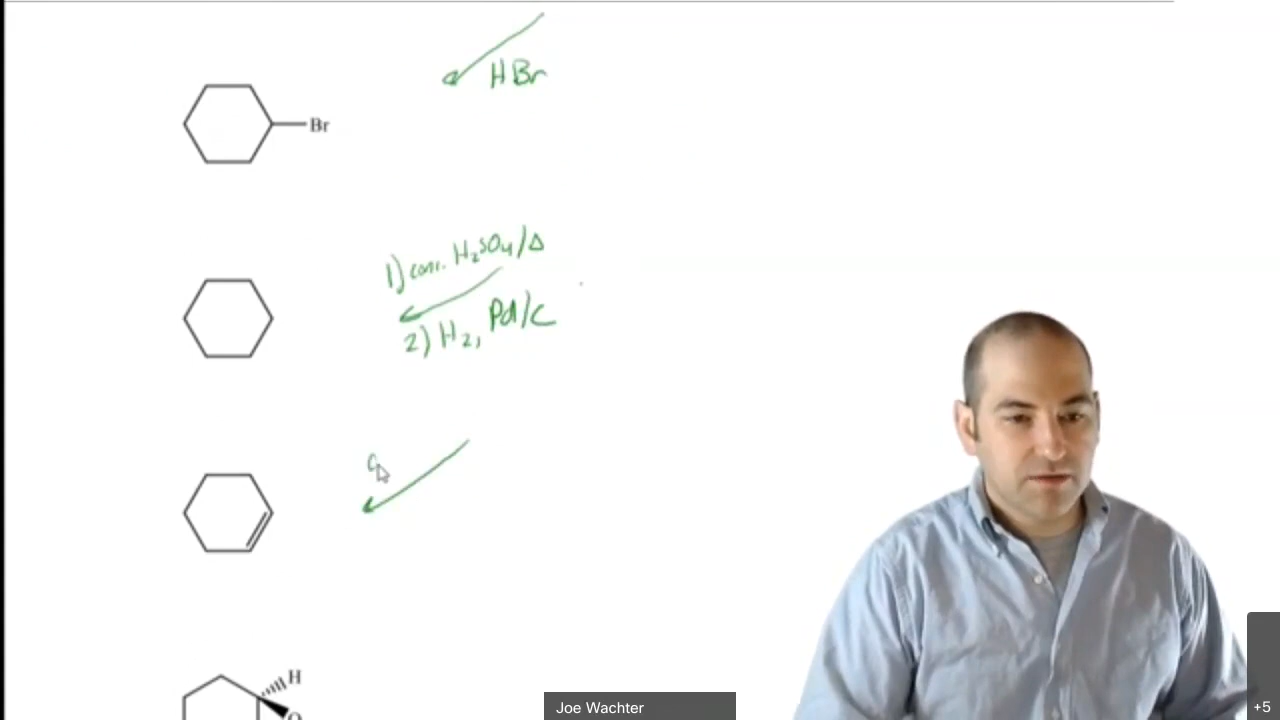 HBr
Br
1) conc. H₂SO₄/Δ
2) H₂, Pd/C
H
O
Joe Wachter
+5